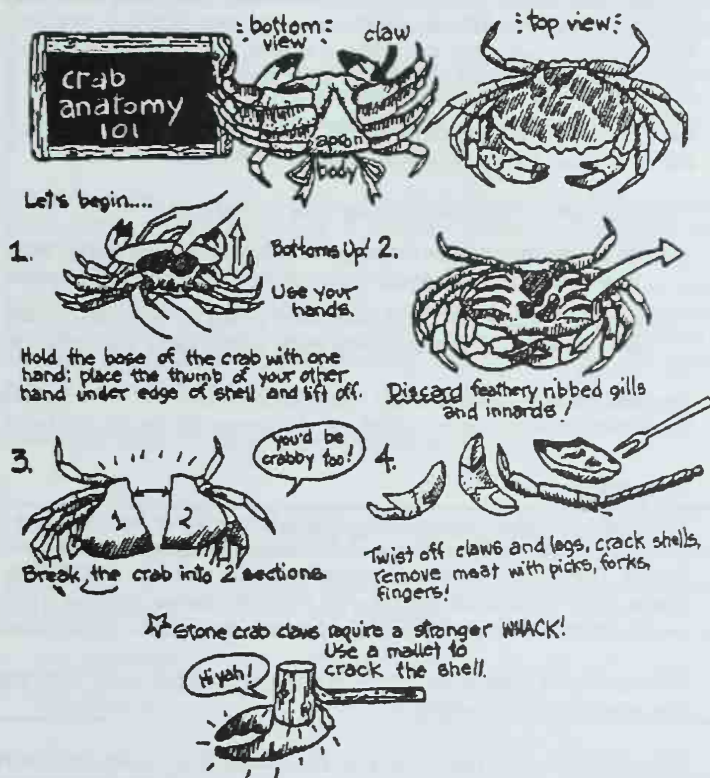 crab
anatomy
101
:bottom:
view
claw
apron
body
:top view:
Let's begin....
1.
Bottoms Up!
Use your
hands.
Hold the base of the crab with one
hand; place the thumb of your other
hand under edge of shell and lift off.
2.
Discard feathery ribbed gills
and innards!
3.
you'd be
crabby too!
1
2
Break the crab into 2 sections.
4.
Twist off claws and legs, crack shells,
remove meat with picks, forks,
fingers!
☆ Stone crab claws require a stronger WHACK!
Use a mallet to
crack the shell.
Hiyah!